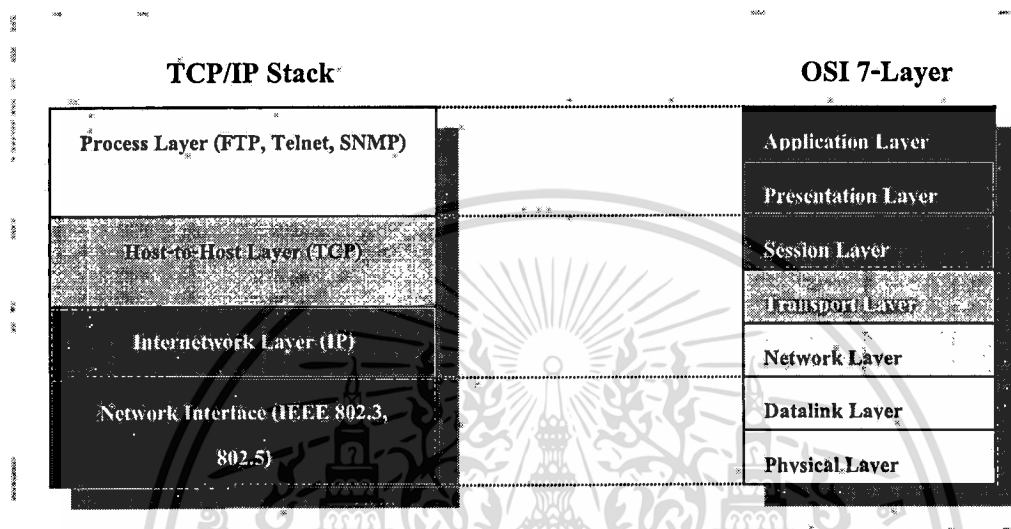 TCP/IP Stack
OSI 7-Layer
Process Layer (FTP, Telnet, SNMP)
Host-to-Host Layer (TCP)
Internetwork Layer (IP)
Network Interface (IEEE 802.3,
802.5)
Application Layer
Presentation Layer
Session Layer
Transport Layer
Network Layer
Datalink Layer
Physical Layer